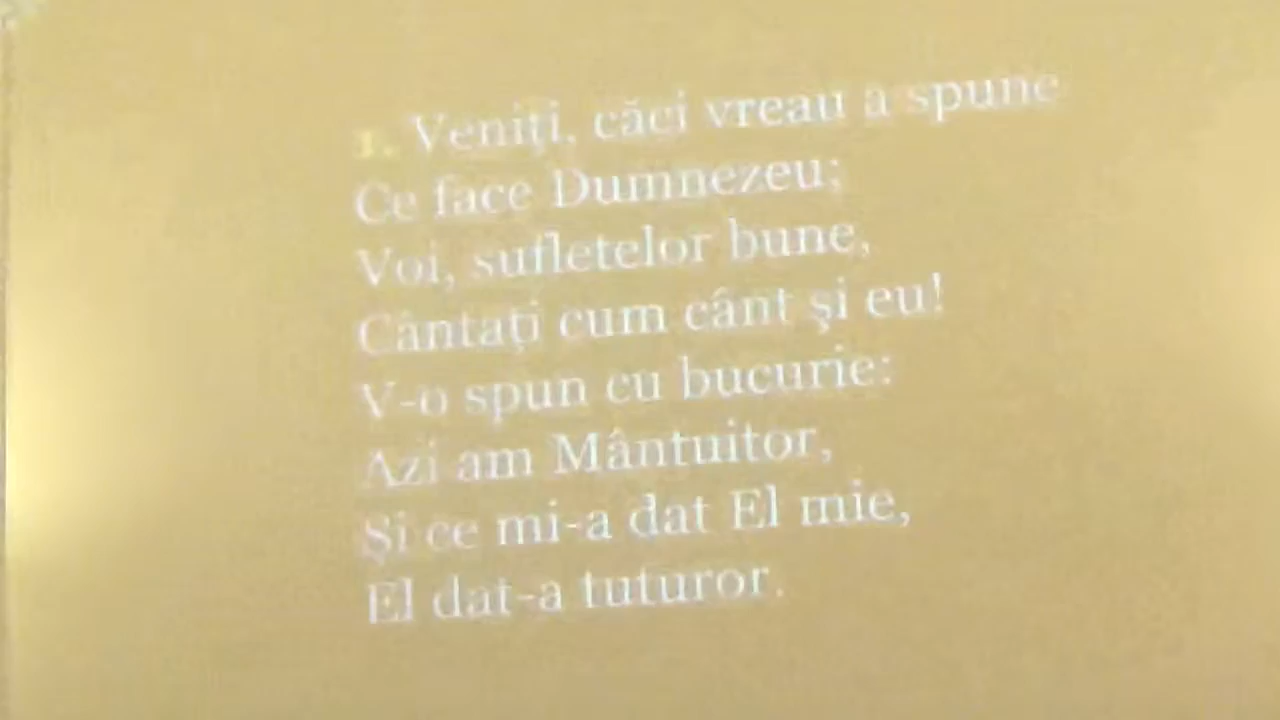 1. Veniți, căci vreau a spune
Ce face Dumnezeu;
Voi, sufletelor bune,
Cântați cum cânt și eu!
V-o spun cu bucurie:
Azi am Mântuitor,
Și ce mi-a dat El mie,
El dat-a tuturor.